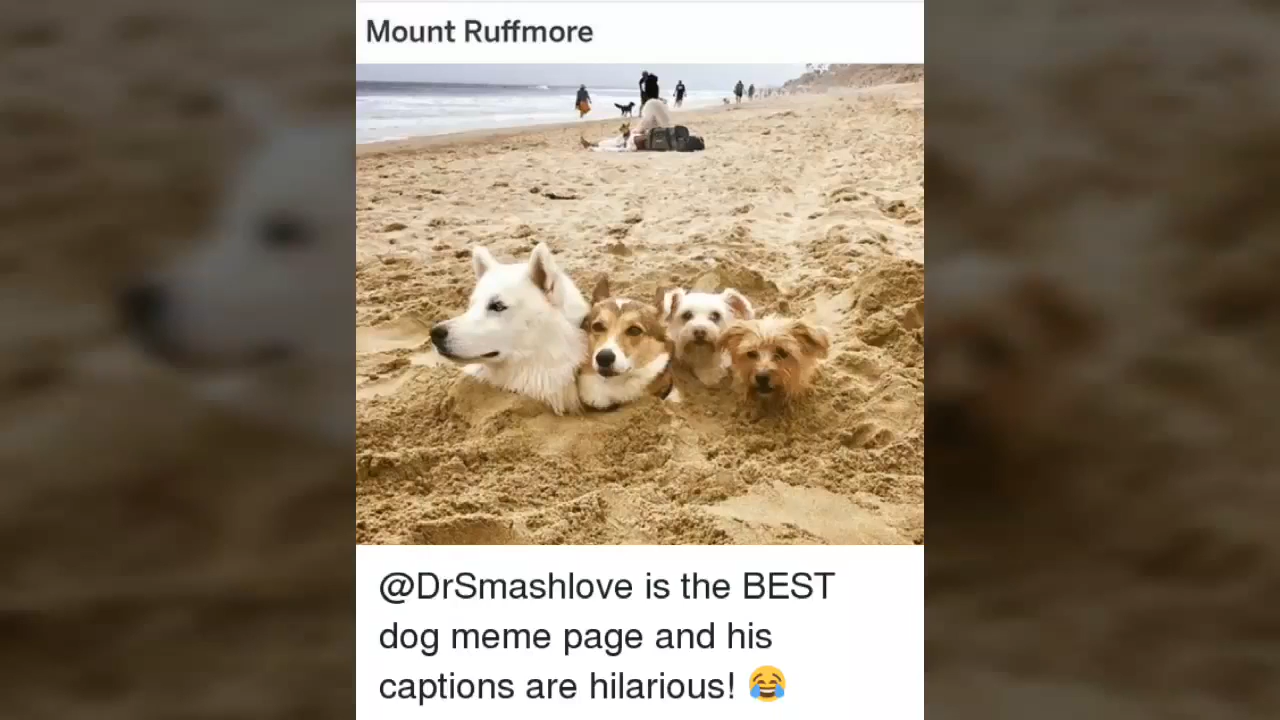 Mount Ruffmore
@DrSmashlove is the BEST
dog meme page and his
captions are hilarious! 😂